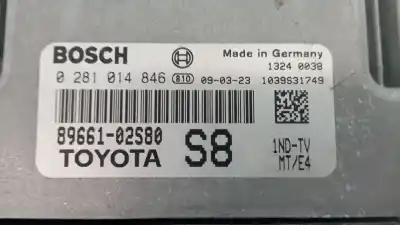 BOSCH Made in Germany
1324 0038
0 281 014 846 810 09-03-23 1039S31749
89661-02S80
TOYOTA S8 1ND-TV
MT/E4